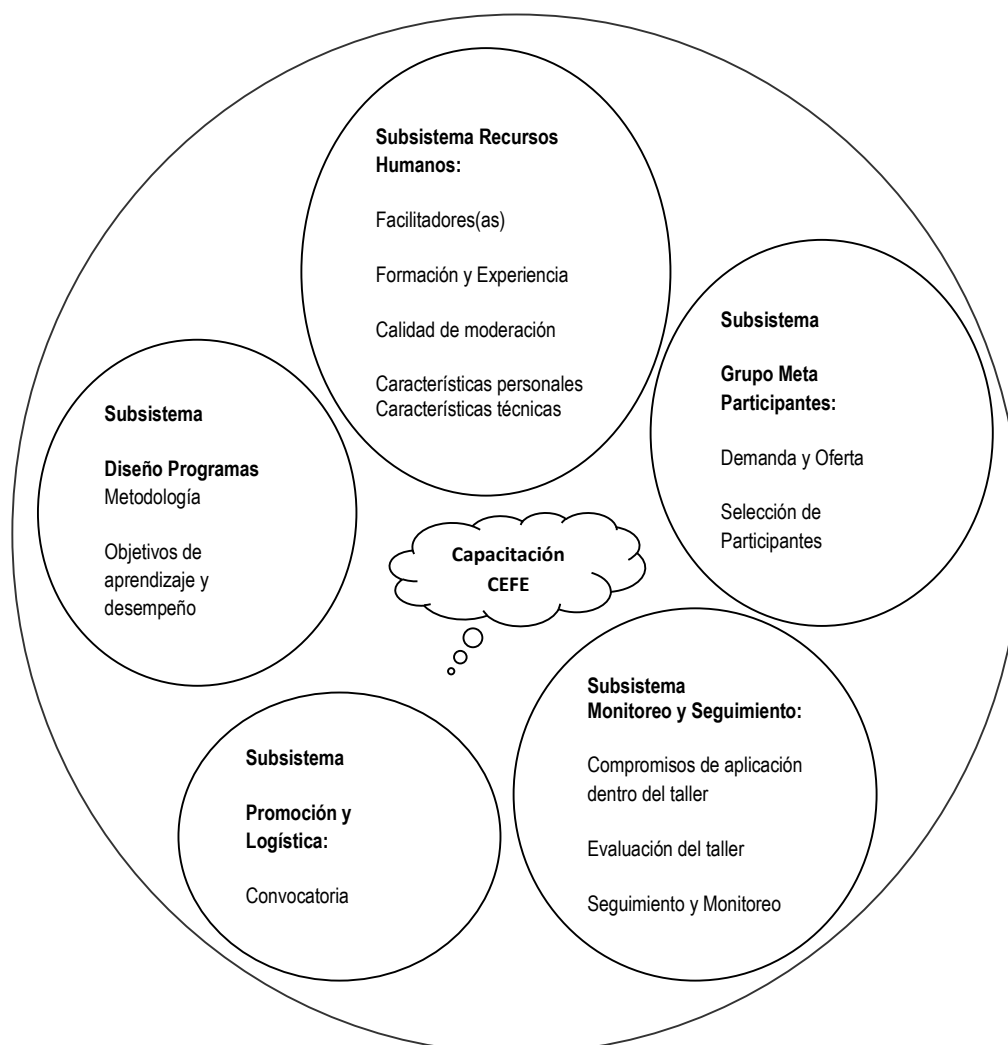 Subsistema Recursos
Humanos:
Facilitadores(as)
Formación y Experiencia
Calidad de moderación
Características personales
Características técnicas
Subsistema
Grupo Meta
Participantes:
Demanda y Oferta
Selección de
Participantes
Subsistema
Diseño Programas
Metodología
Objetivos de
aprendizaje y
desempeño
Capacitación
CEFE
Subsistema
Monitoreo y Seguimiento:
Compromisos de aplicación
dentro del taller
Evaluación del taller
Seguimiento y Monitoreo
Subsistema
Promoción y
Logística:
Convocatoria